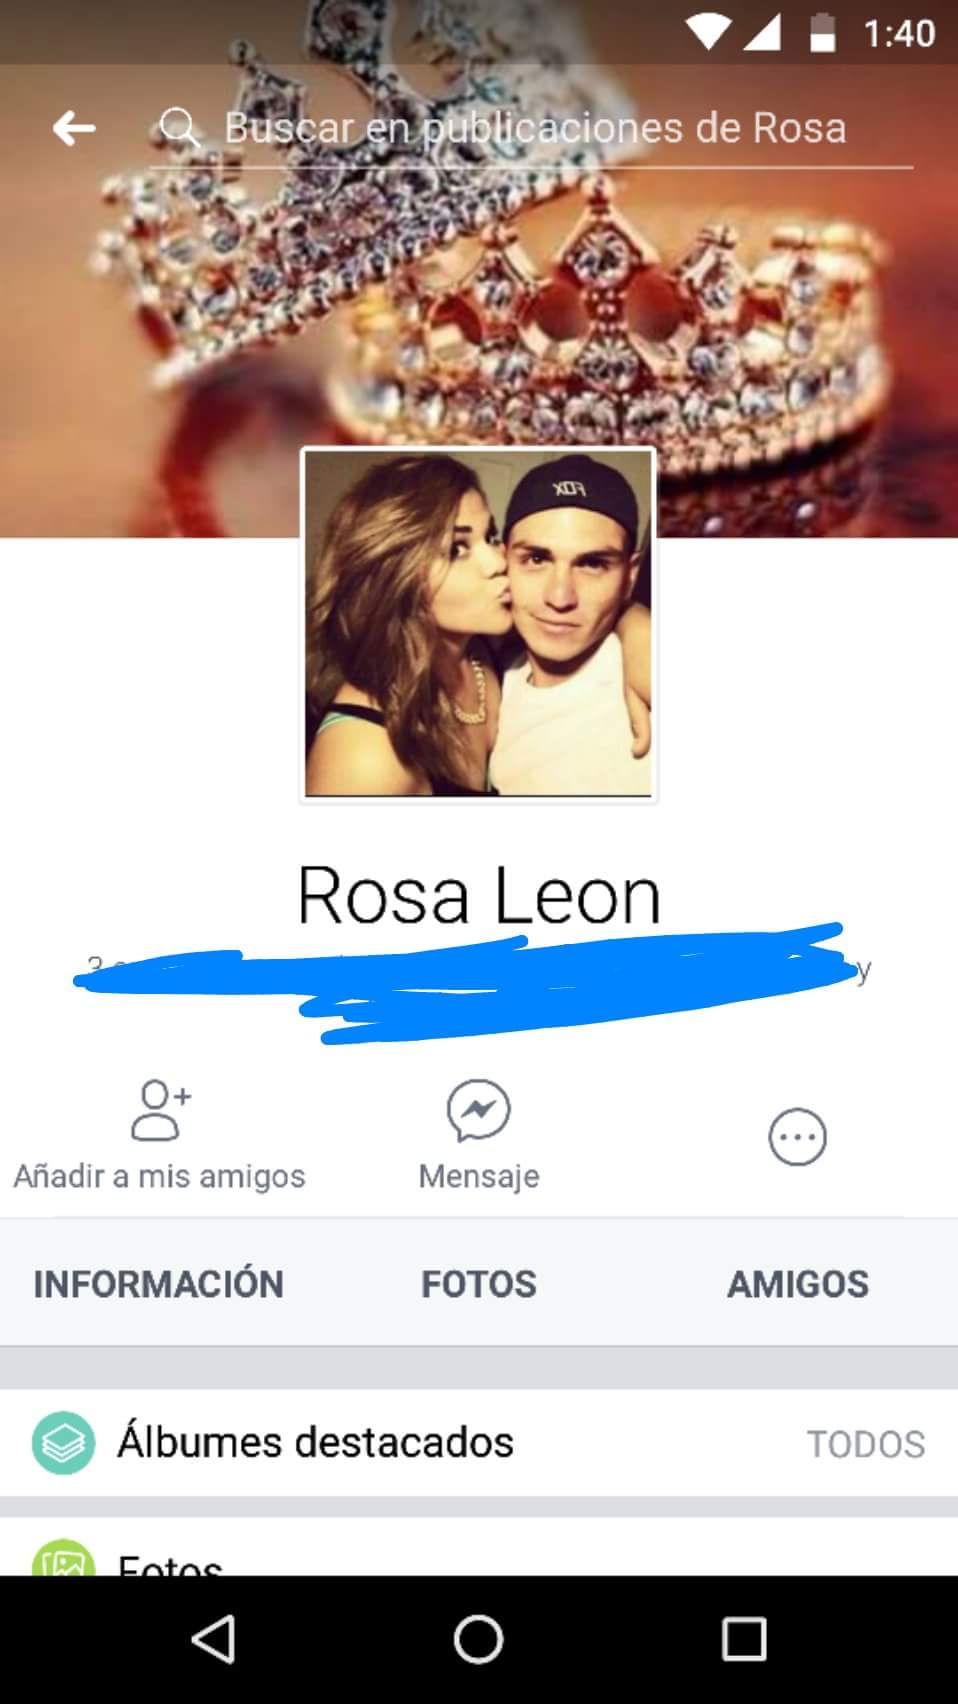 1:40
Buscar en publicaciones de Rosa
FOX
Rosa Leon
Añadir a mis amigos
Mensaje
INFORMACIÓN
FOTOS
AMIGOS
Álbumes destacados
TODOS
Fotos